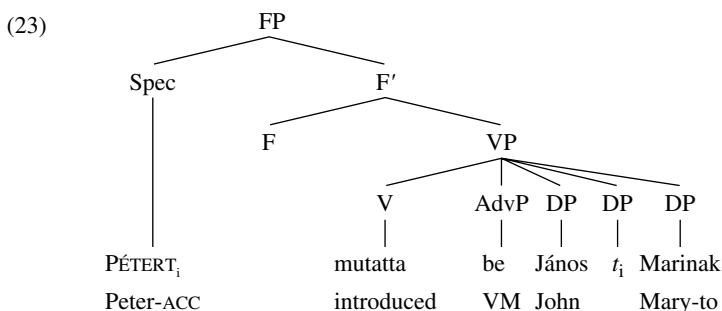 (23) FP
Spec F′
F VP
V AdvP DP DP DP
PÉTERTi mutatta be János ti Marinak
Peter-ACC introduced VM John Mary-to